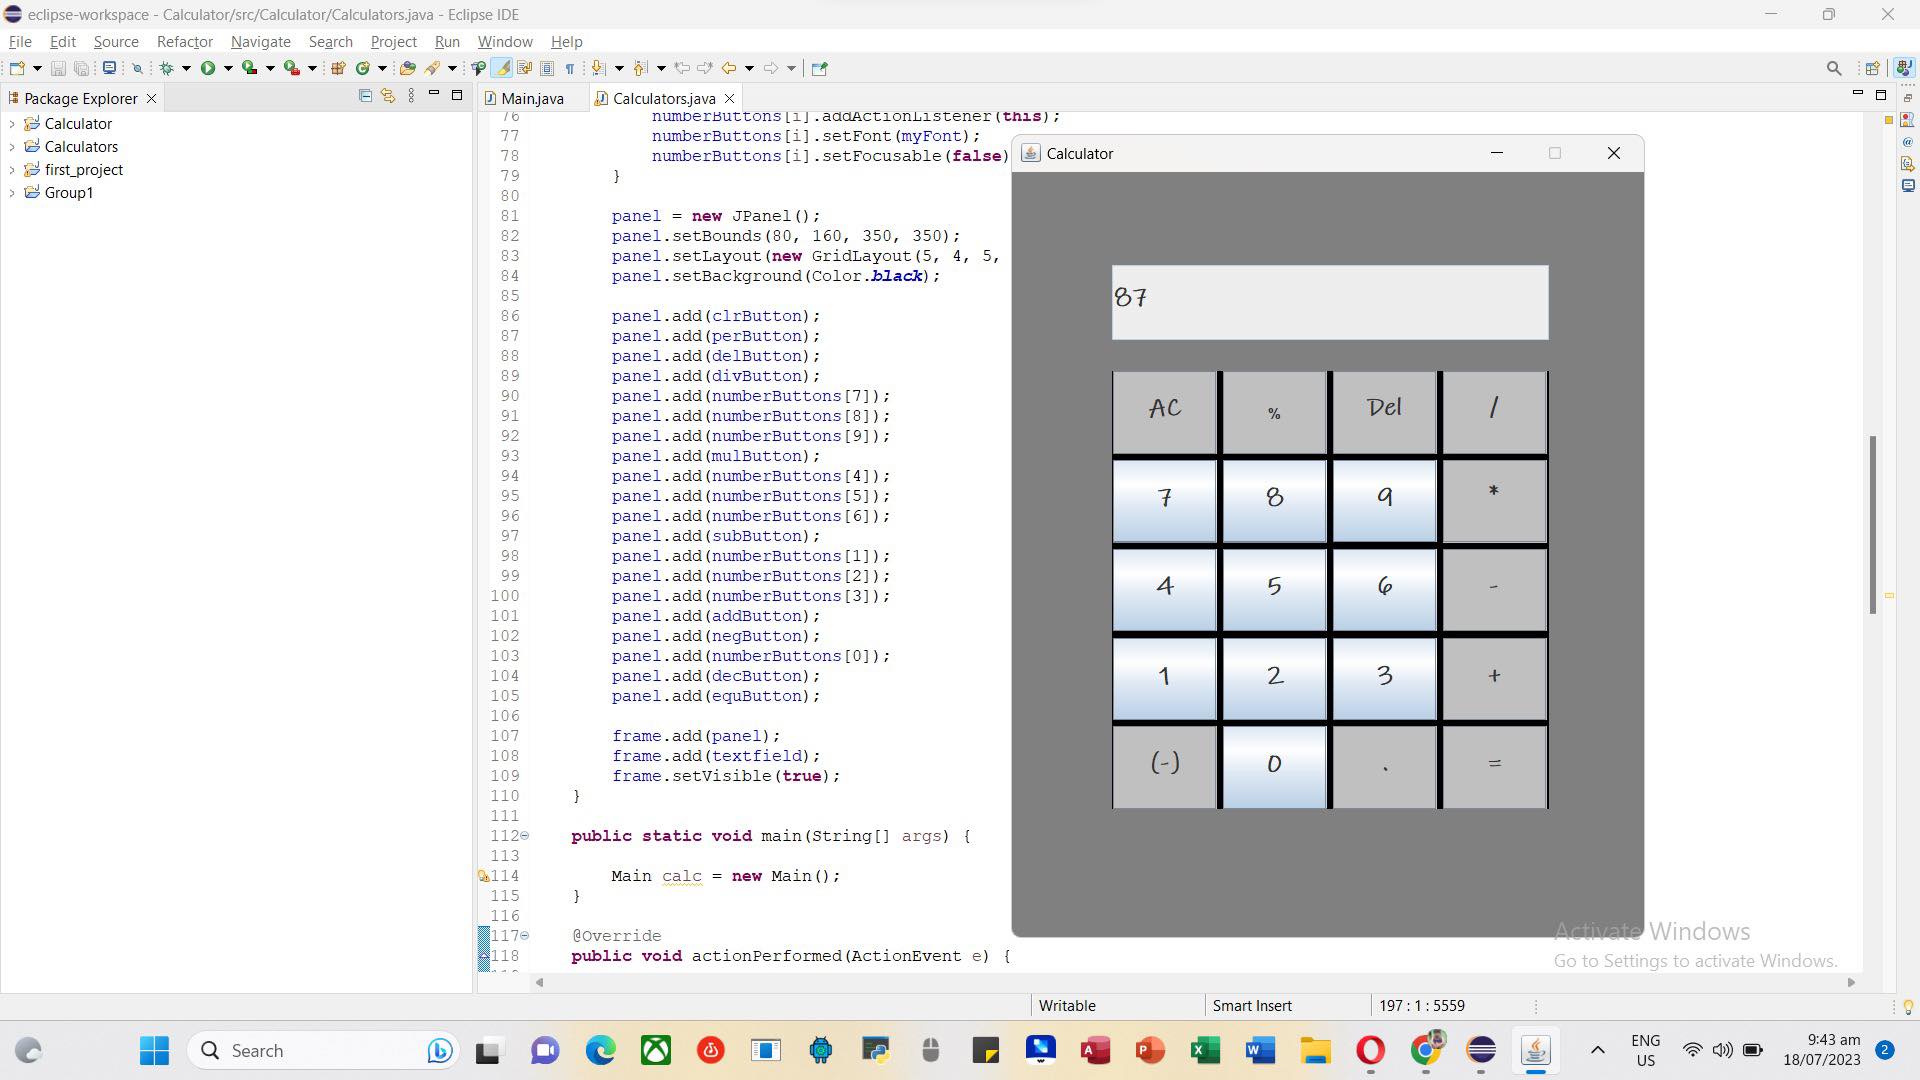 eclipse-workspace - Calculator/src/Calculator/Calculators.java - Eclipse IDE
File Edit Source Refactor Navigate Search Project Run Window Help
Package Explorer
Main.java
Calculators.java
Calculator
Calculators
first_project
Group1
76 numberButtons[i].addActionListener(this);
77 numberButtons[i].setFont(myFont);
78 numberButtons[i].setFocusable(false)
79 }
80
81 panel = new JPanel();
82 panel.setBounds(80, 160, 350, 350);
83 panel.setLayout(new GridLayout(5, 4, 5,
84 panel.setBackground(Color.black);
85
86 panel.add(clrButton);
87 panel.add(perButton);
88 panel.add(delButton);
89 panel.add(divButton);
90 panel.add(numberButtons[7]);
91 panel.add(numberButtons[8]);
92 panel.add(numberButtons[9]);
93 panel.add(mulButton);
94 panel.add(numberButtons[4]);
95 panel.add(numberButtons[5]);
96 panel.add(numberButtons[6]);
97 panel.add(subButton);
98 panel.add(numberButtons[1]);
99 panel.add(numberButtons[2]);
100 panel.add(numberButtons[3]);
101 panel.add(addButton);
102 panel.add(negButton);
103 panel.add(numberButtons[0]);
104 panel.add(decButton);
105 panel.add(equButton);
106
107 frame.add(panel);
108 frame.add(textfield);
109 frame.setVisible(true);
110 }
111
112 public static void main(String[] args) {
113
114 Main calc = new Main();
115 }
116
117 @Override
118 public void actionPerformed(ActionEvent e) {
Calculator
87
AC % Del /
7 8 9 *
4 5 6 -
1 2 3 +
(-) 0 . =
Activate Windows
Go to Settings to activate Windows.
Writable
Smart Insert
197 : 1 : 5559
Search
ENG
US
9:43 am
18/07/2023
2